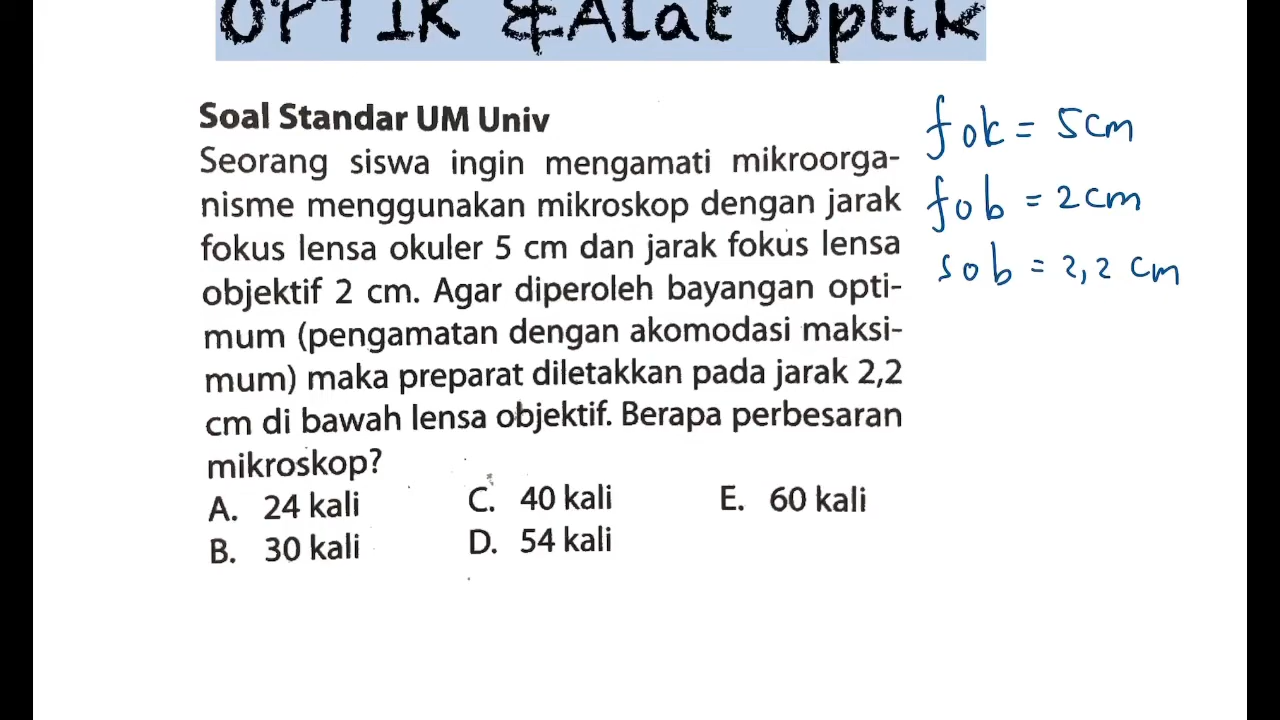 OPTIK & Alat Optik
Soal Standar UM Univ
Seorang siswa ingin mengamati mikroorga-
nisme menggunakan mikroskop dengan jarak
fokus lensa okuler 5 cm dan jarak fokus lensa
objektif 2 cm. Agar diperoleh bayangan opti-
mum (pengamatan dengan akomodasi maksi-
mum) maka preparat diletakkan pada jarak 2,2
cm di bawah lensa objektif. Berapa perbesaran
mikroskop?
A. 24 kali C. 40 kali E. 60 kali
B. 30 kali D. 54 kali
fok = 5cm
fob = 2cm
sob = 2,2 cm